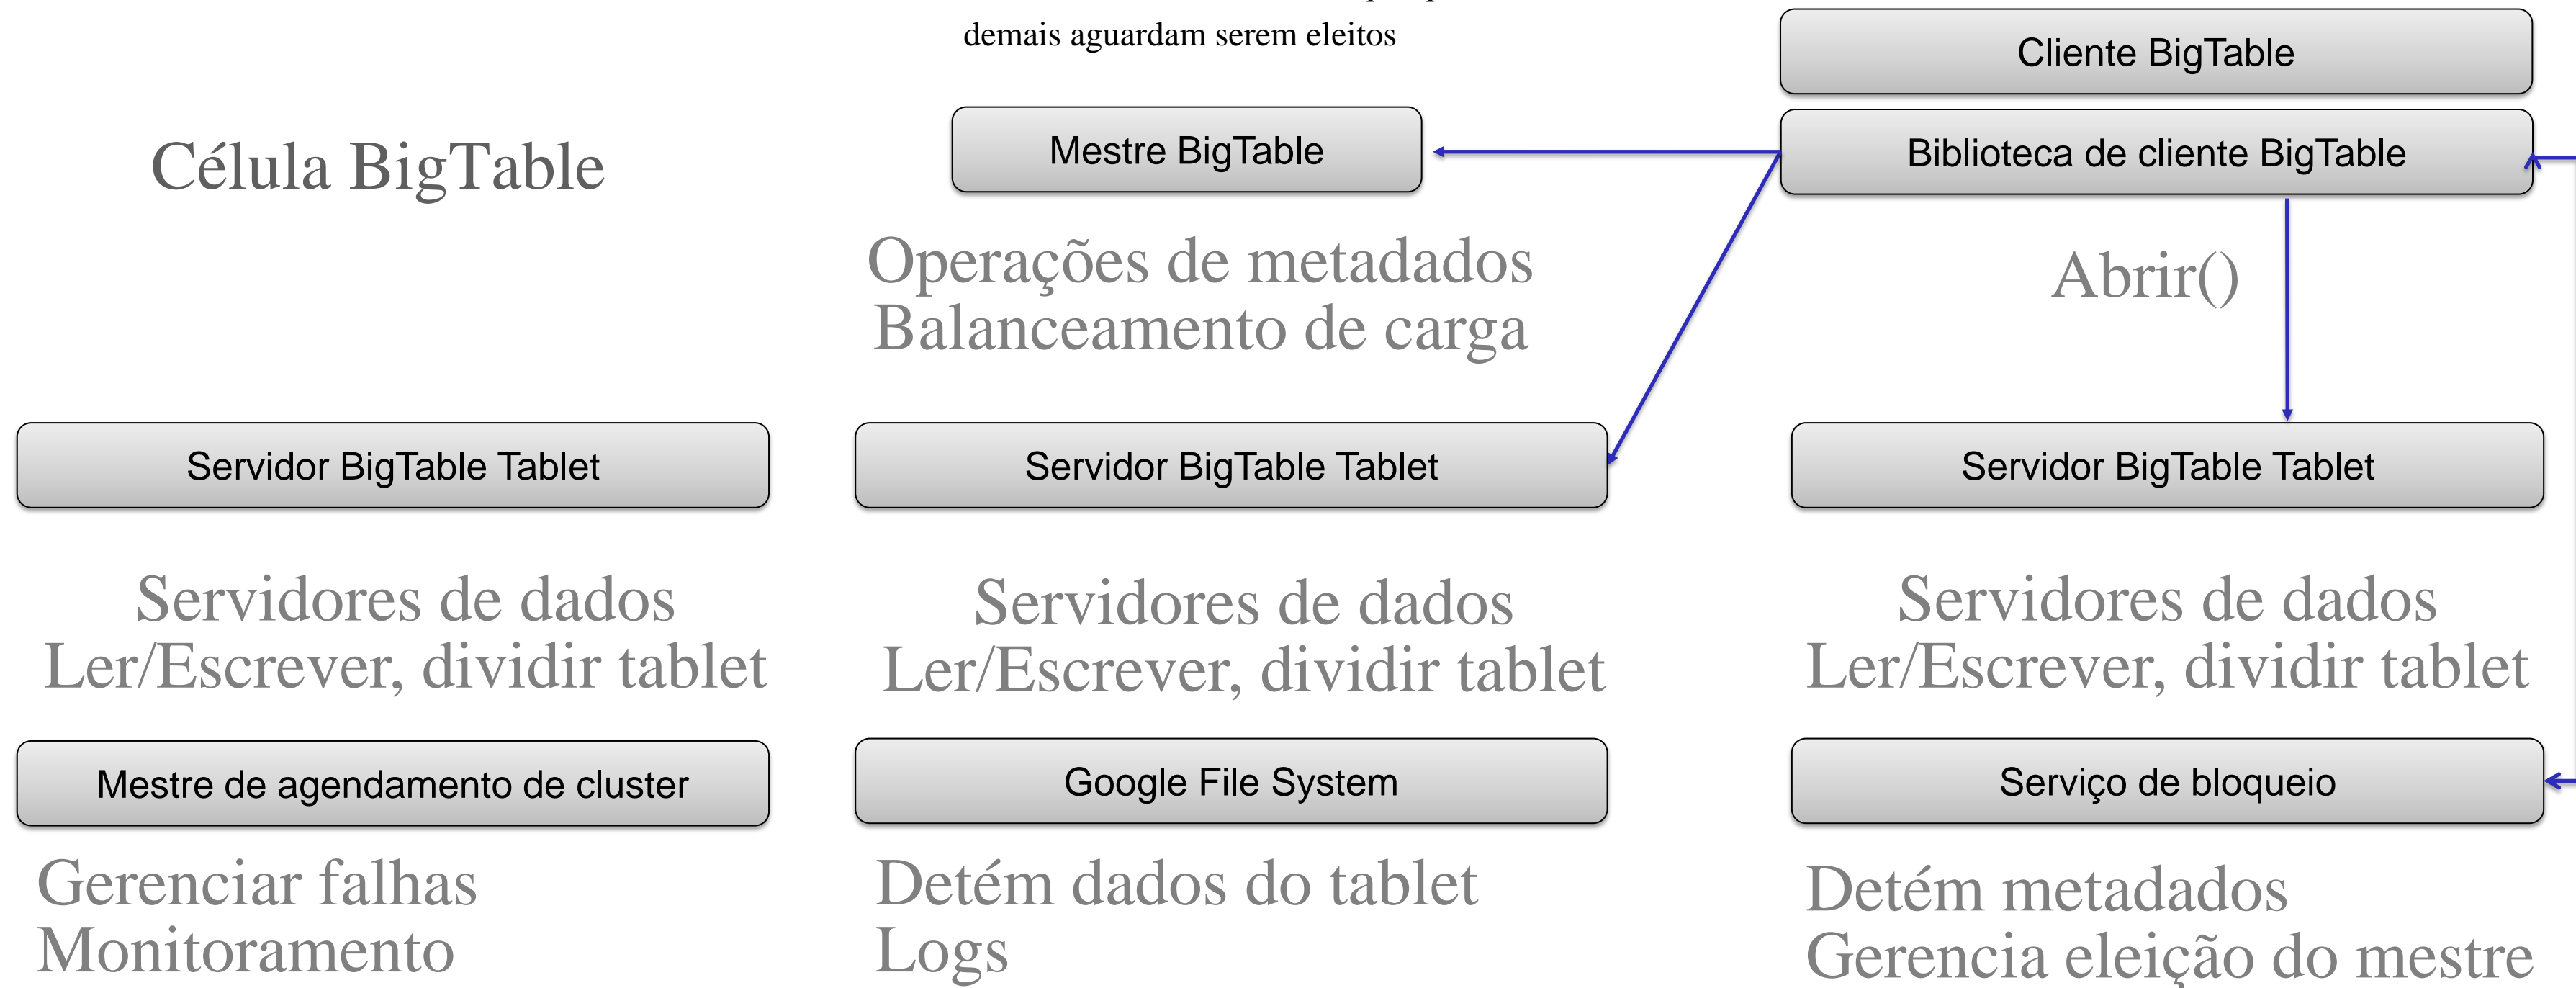 demais aguardam serem eleitos
Cliente BigTable
Célula BigTable
Mestre BigTable
Biblioteca de cliente BigTable
Operações de metadados
Balanceamento de carga
Abrir()
Servidor BigTable Tablet
Servidor BigTable Tablet
Servidor BigTable Tablet
Servidores de dados
Ler/Escrever, dividir tablet
Servidores de dados
Ler/Escrever, dividir tablet
Servidores de dados
Ler/Escrever, dividir tablet
Mestre de agendamento de cluster
Google File System
Serviço de bloqueio
Gerenciar falhas
Monitoramento
Detém dados do tablet
Logs
Detém metadados
Gerencia eleição do mestre